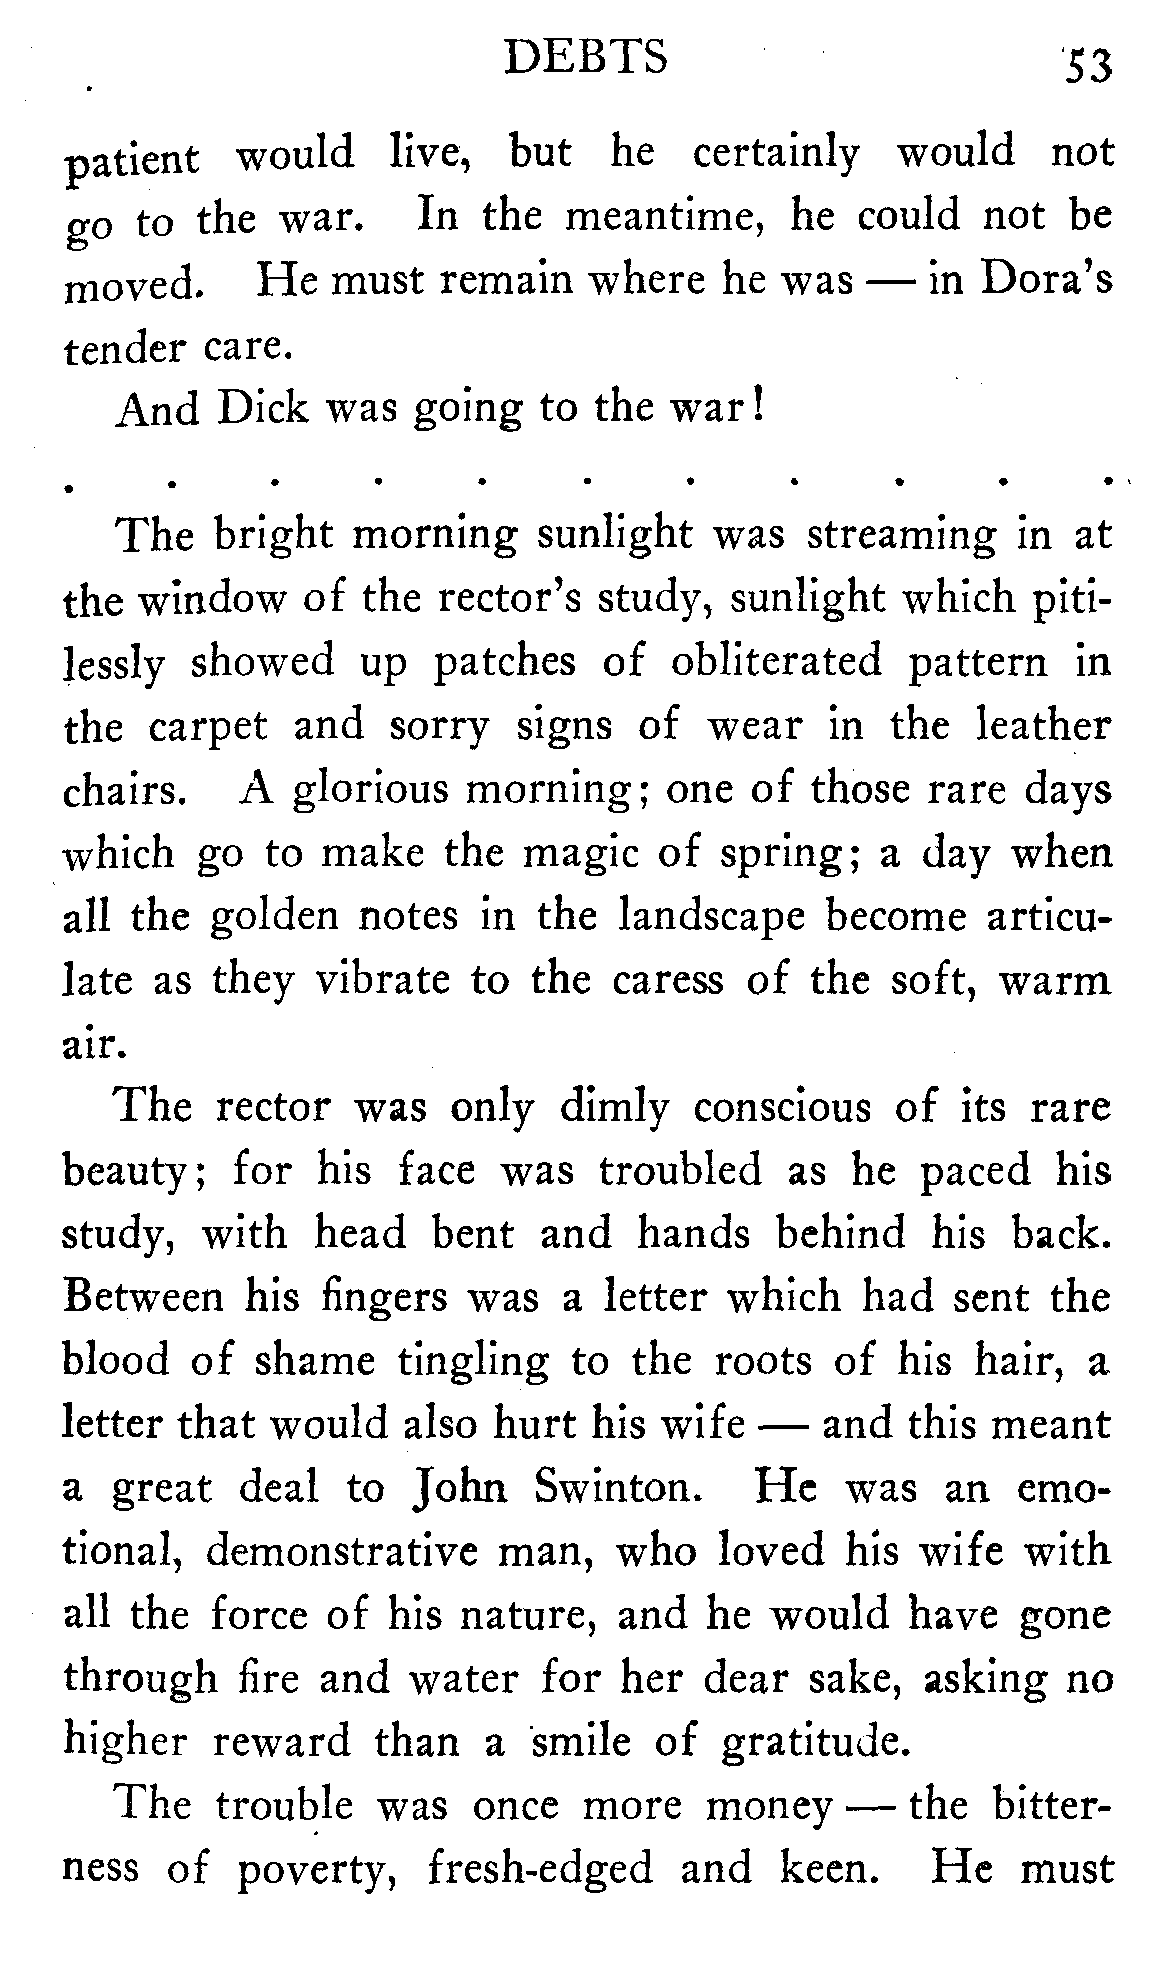 DEBTS 53
patient would live, but he certainly would not
go to the war. In the meantime, he could not be
moved. He must remain where he was — in Dora's
tender care.
And Dick was going to the war!
. . . . . . . . . . .
The bright morning sunlight was streaming in at
the window of the rector's study, sunlight which piti-
lessly showed up patches of obliterated pattern in
the carpet and sorry signs of wear in the leather
chairs. A glorious morning; one of those rare days
which go to make the magic of spring; a day when
all the golden notes in the landscape become articu-
late as they vibrate to the caress of the soft, warm
air.
The rector was only dimly conscious of its rare
beauty; for his face was troubled as he paced his
study, with head bent and hands behind his back.
Between his fingers was a letter which had sent the
blood of shame tingling to the roots of his hair, a
letter that would also hurt his wife — and this meant
a great deal to John Swinton. He was an emo-
tional, demonstrative man, who loved his wife with
all the force of his nature, and he would have gone
through fire and water for her dear sake, asking no
higher reward than a smile of gratitude.
The trouble was once more money — the bitter-
ness of poverty, fresh-edged and keen. He must